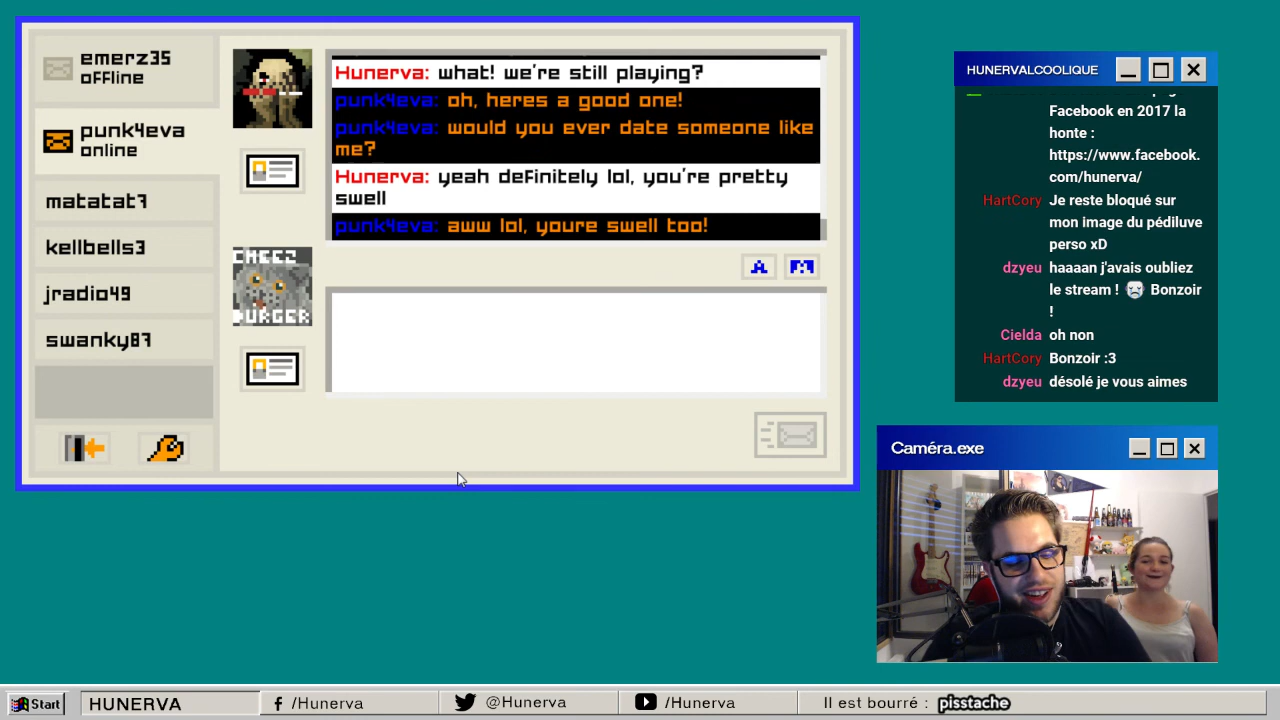 emerz35
offline
punk4eva
online
matatat7
kellbells3
jradio49
swanky87
Hunerva: what! we're still playing?
punk4eva: oh, heres a good one!
punk4eva: would you ever date someone like
me?
Hunerva: yeah definitely lol, you're pretty
swell
punk4eva: aww lol, youre swell too!
CHEEZ
BURGER
A
HUNERVALCOOLIQUE
Facebook en 2017 la
honte :
https://www.facebook.
com/hunerva/
HartCory Je reste bloqué sur
mon image du pédiluve
perso xD
dzyeu haaaan j'avais oubliez
le stream ! Bonzoir
!
Cielda oh non
HartCory Bonzoir :3
dzyeu désolé je vous aimes
Caméra.exe
Start
HUNERVA
/Hunerva
@Hunerva
/Hunerva
Il est bourré : pisstache